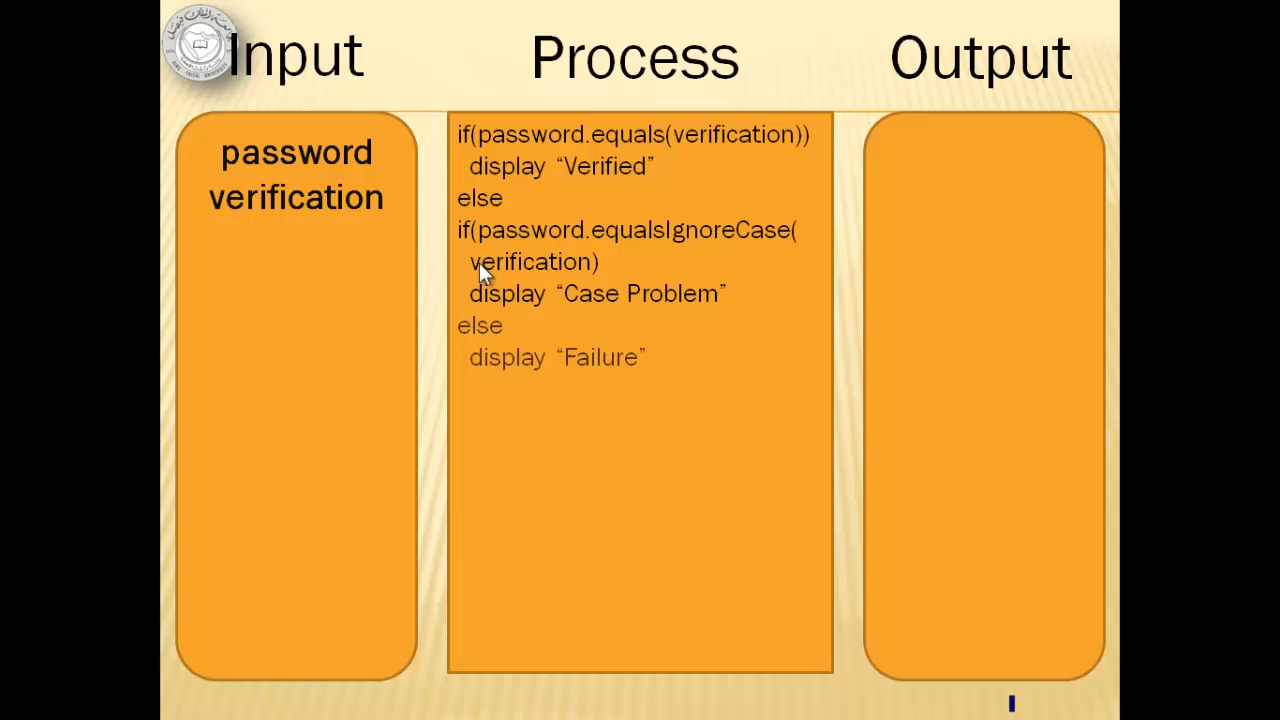 Input
Process
Output
password
verification
if(password.equals(verification))
display “Verified”
else
if(password.equalsIgnoreCase(
verification)
display “Case Problem”
else
display “Failure”